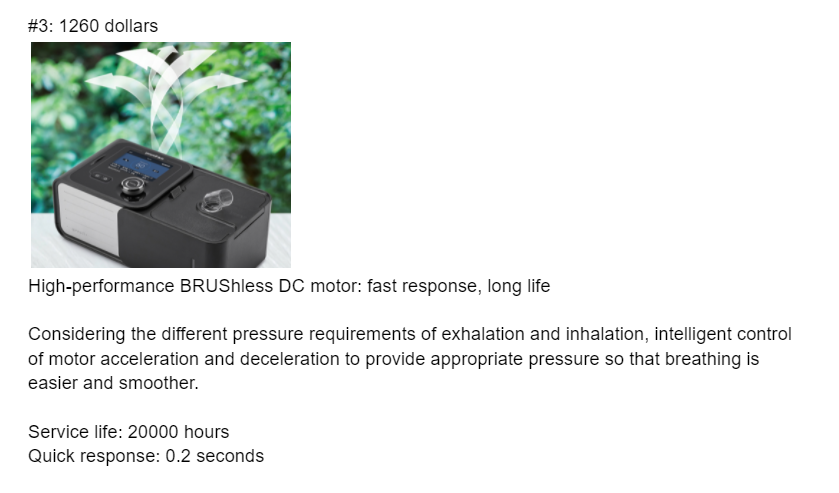 #3: 1260 dollars
High-performance BRUShless DC motor: fast response, long life
Considering the different pressure requirements of exhalation and inhalation, intelligent control
of motor acceleration and deceleration to provide appropriate pressure so that breathing is
easier and smoother.
Service life: 20000 hours
Quick response: 0.2 seconds